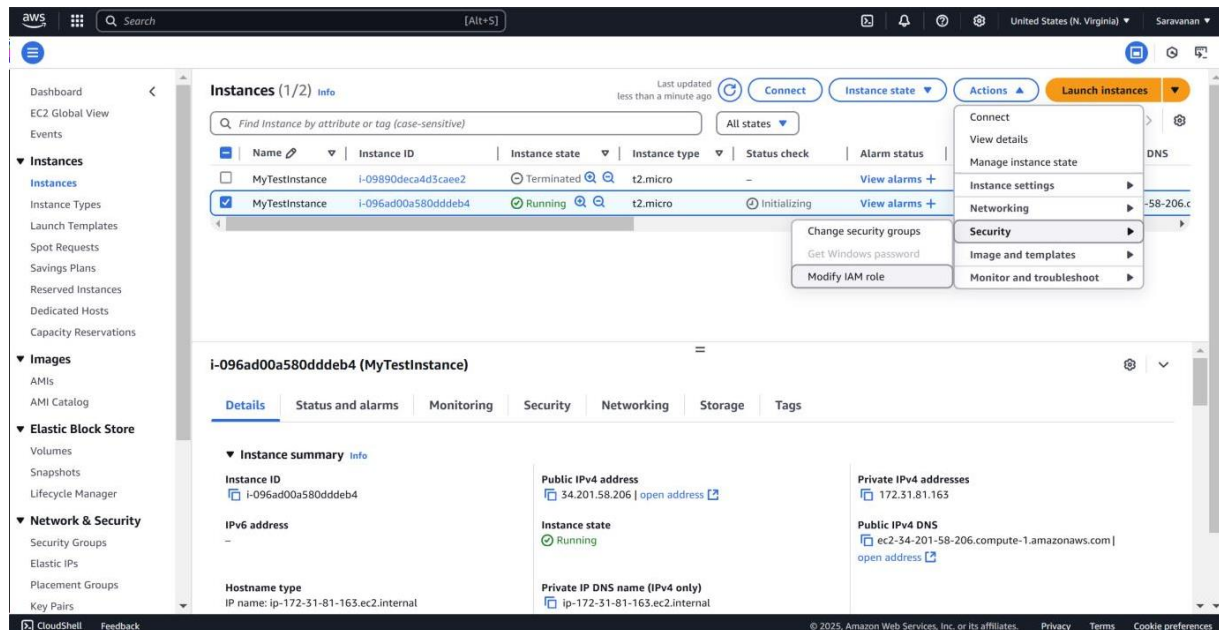 aws
Search [Alt+S]
United States (N. Virginia)
Saravanan
Dashboard
EC2 Global View
Events
Instances
Instances
Instance Types
Launch Templates
Spot Requests
Savings Plans
Reserved Instances
Dedicated Hosts
Capacity Reservations
Images
AMIs
AMI Catalog
Elastic Block Store
Volumes
Snapshots
Lifecycle Manager
Network & Security
Security Groups
Elastic IPs
Placement Groups
Key Pairs
Instances (1/2) Info
Last updated
less than a minute ago
Connect
Instance state
Actions
Launch instances
Find Instance by attribute or tag (case-sensitive)
All states
Name Instance ID Instance state Instance type Status check Alarm status DNS
MyTestInstance i-09890deca4d3caee2 Terminated t2.micro – View alarms +
MyTestInstance i-096ad00a580dddeb4 Running t2.micro Initializing View alarms + -58-206.c
Connect
View details
Manage instance state
Instance settings
Networking
Security
Image and templates
Monitor and troubleshoot
Change security groups
Get Windows password
Modify IAM role
i-096ad00a580dddeb4 (MyTestInstance)
Details Status and alarms Monitoring Security Networking Storage Tags
Instance summary Info
Instance ID
i-096ad00a580dddeb4
Public IPv4 address
34.201.58.206 | open address
Private IPv4 addresses
172.31.81.163
IPv6 address
–
Instance state
Running
Public IPv4 DNS
ec2-34-201-58-206.compute-1.amazonaws.com |
open address
Hostname type
IP name: ip-172-31-81-163.ec2.internal
Private IP DNS name (IPv4 only)
ip-172-31-81-163.ec2.internal
CloudShell Feedback
© 2025, Amazon Web Services, Inc. or its affiliates. Privacy Terms Cookie preferences